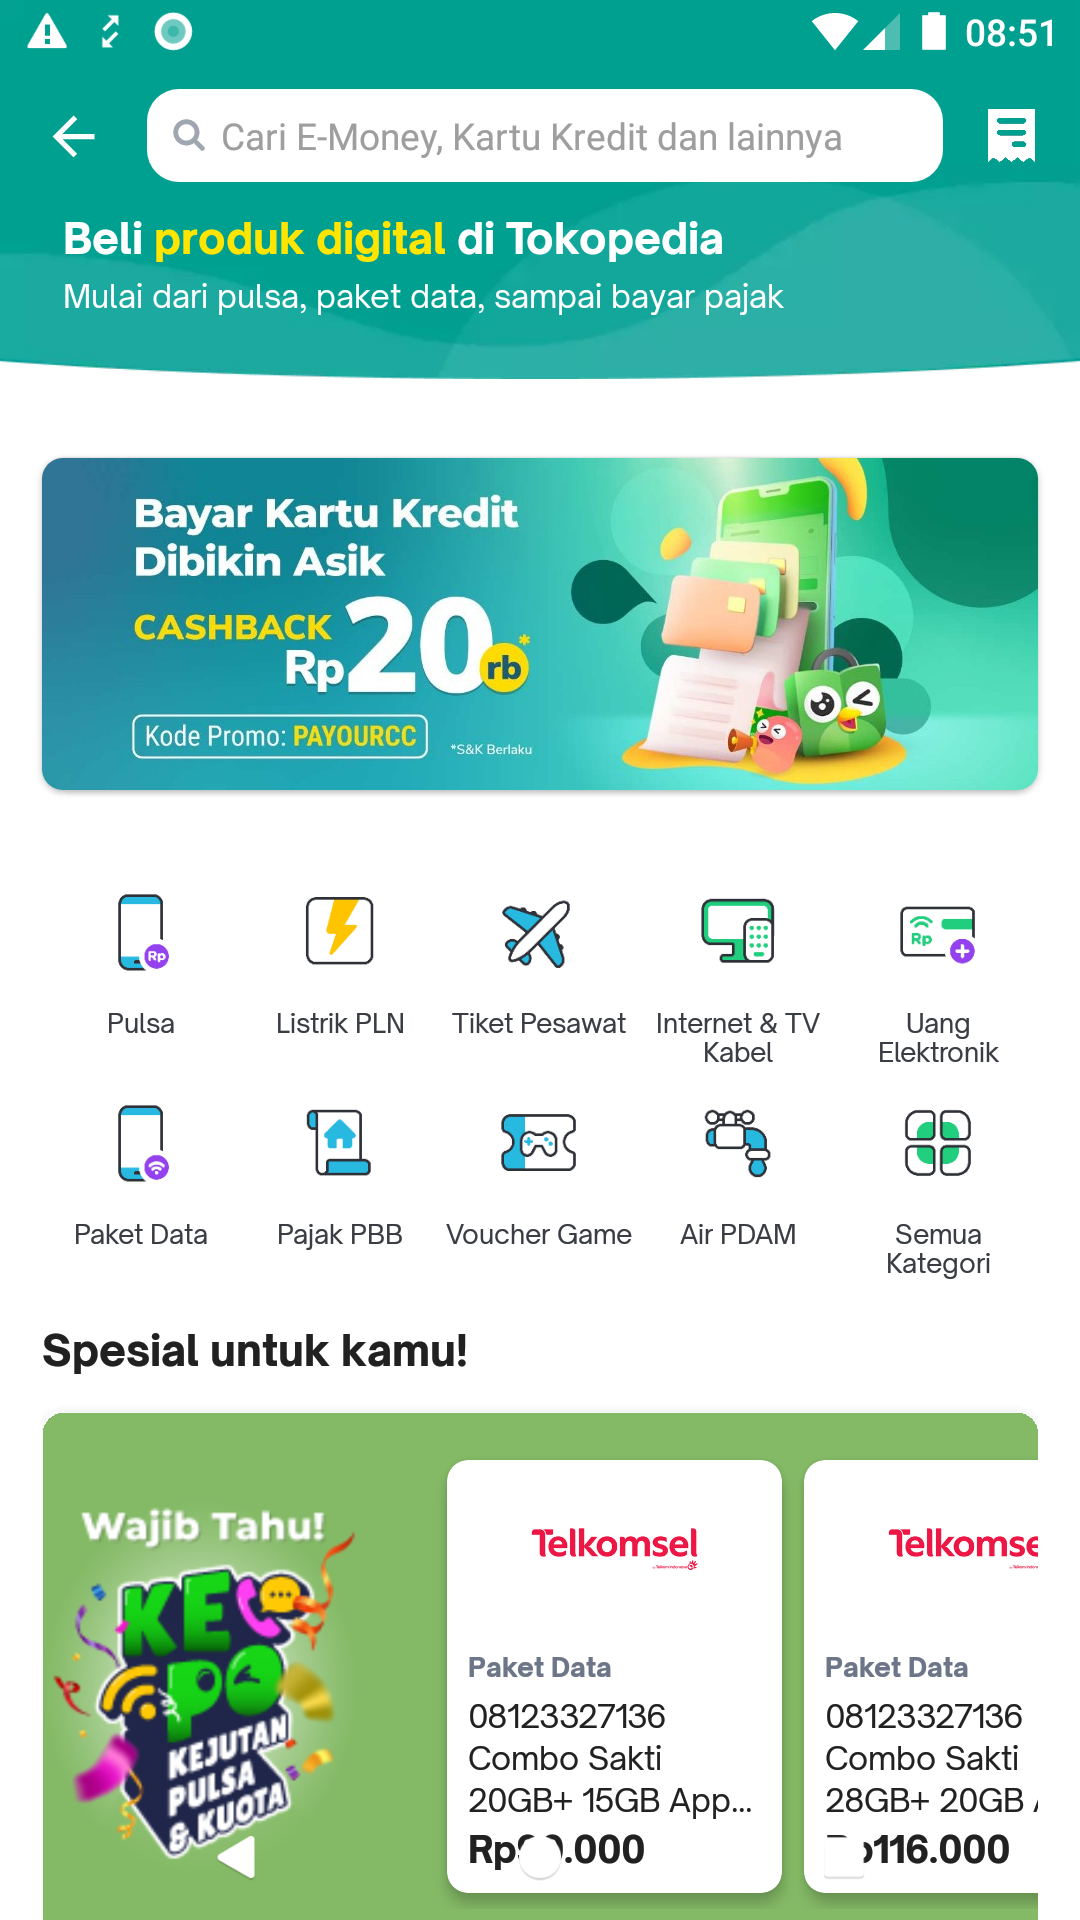 08:51
Cari E-Money, Kartu Kredit dan lainnya
Beli produk digital di Tokopedia
Mulai dari pulsa, paket data, sampai bayar pajak
Bayar Kartu Kredit
Dibikin Asik
CASHBACK
Rp20rb*
Kode Promo: PAYOURCC
*S&K Berlaku
Rp
Rp
Pulsa
Listrik PLN
Tiket Pesawat
Internet & TV
Kabel
Uang
Elektronik
Paket Data
Pajak PBB
Voucher Game
Air PDAM
Semua
Kategori
Spesial untuk kamu!
Wajib Tahu!
KEPO
KEJUTAN
PULSA
& KUOTA
Telkomsel
Paket Data
08123327136
Combo Sakti
20GB+ 15GB App...
.000
Telkomse
Paket Data
08123327136
Combo Sakti
28GB+ 20GB
116.000